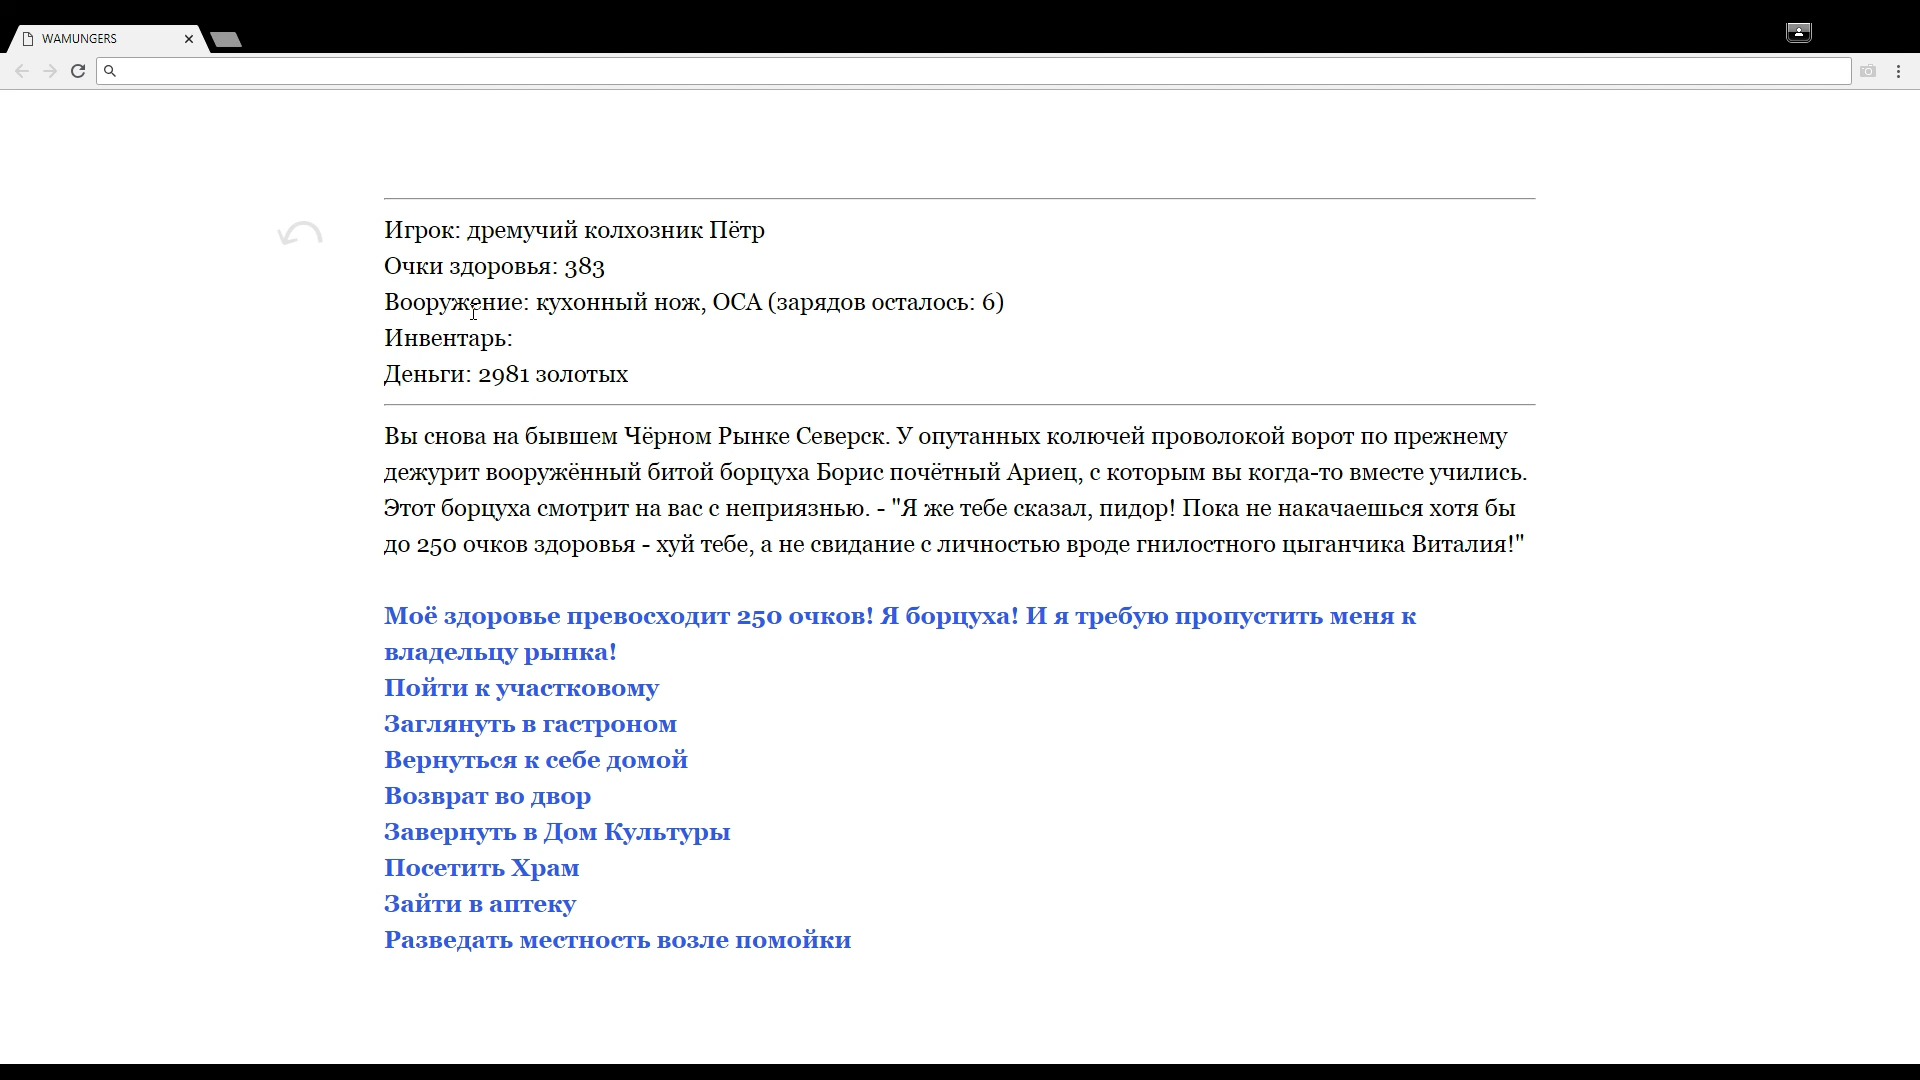 WAMUNGERS
Игрок: дремучий колхозник Пётр
Очки здоровья: 383
Вооружение: кухонный нож, ОСА (зарядов осталось: 6)
Инвентарь:
Деньги: 2981 золотых
Вы снова на бывшем Чёрном Рынке Северск. У опутанных колючей проволокой ворот по прежнему
дежурит вооружённый битой борцуха Борис почётный Ариец, с которым вы когда-то вместе учились.
Этот борцуха смотрит на вас с неприязнью. - "Я же тебе сказал, пидор! Пока не накачаешься хотя бы
до 250 очков здоровья - хуй тебе, а не свидание с личностью вроде гнилостного цыганчика Виталия!"
Моё здоровье превосходит 250 очков! Я борцуха! И я требую пропустить меня к
владельцу рынка!
Пойти к участковому
Заглянуть в гастроном
Вернуться к себе домой
Возврат во двор
Завернуть в Дом Культуры
Посетить Храм
Зайти в аптеку
Разведать местность возле помойки